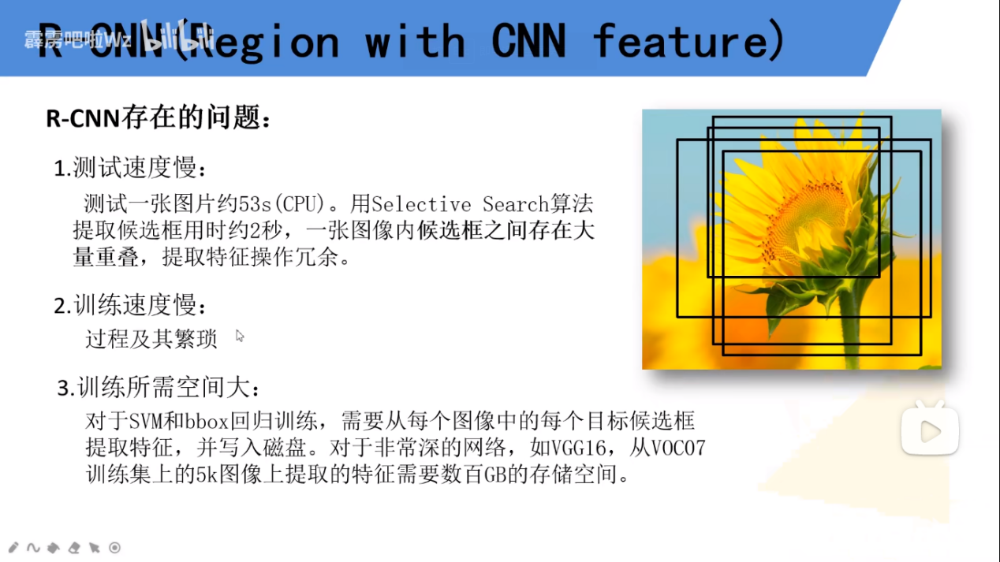 R-CNN(Region with CNN feature)
霹雳吧啦Wz bilibili
R-CNN存在的问题：
1.测试速度慢：
测试一张图片约53s(CPU)。用Selective Search算法
提取候选框用时约2秒，一张图像内候选框之间存在大
量重叠，提取特征操作冗余。
2.训练速度慢：
过程及其繁琐
3.训练所需空间大：
对于SVM和bbox回归训练，需要从每个图像中的每个目标候选框
提取特征，并写入磁盘。对于非常深的网络，如VGG16，从VOC07
训练集上的5k图像上提取的特征需要数百GB的存储空间。